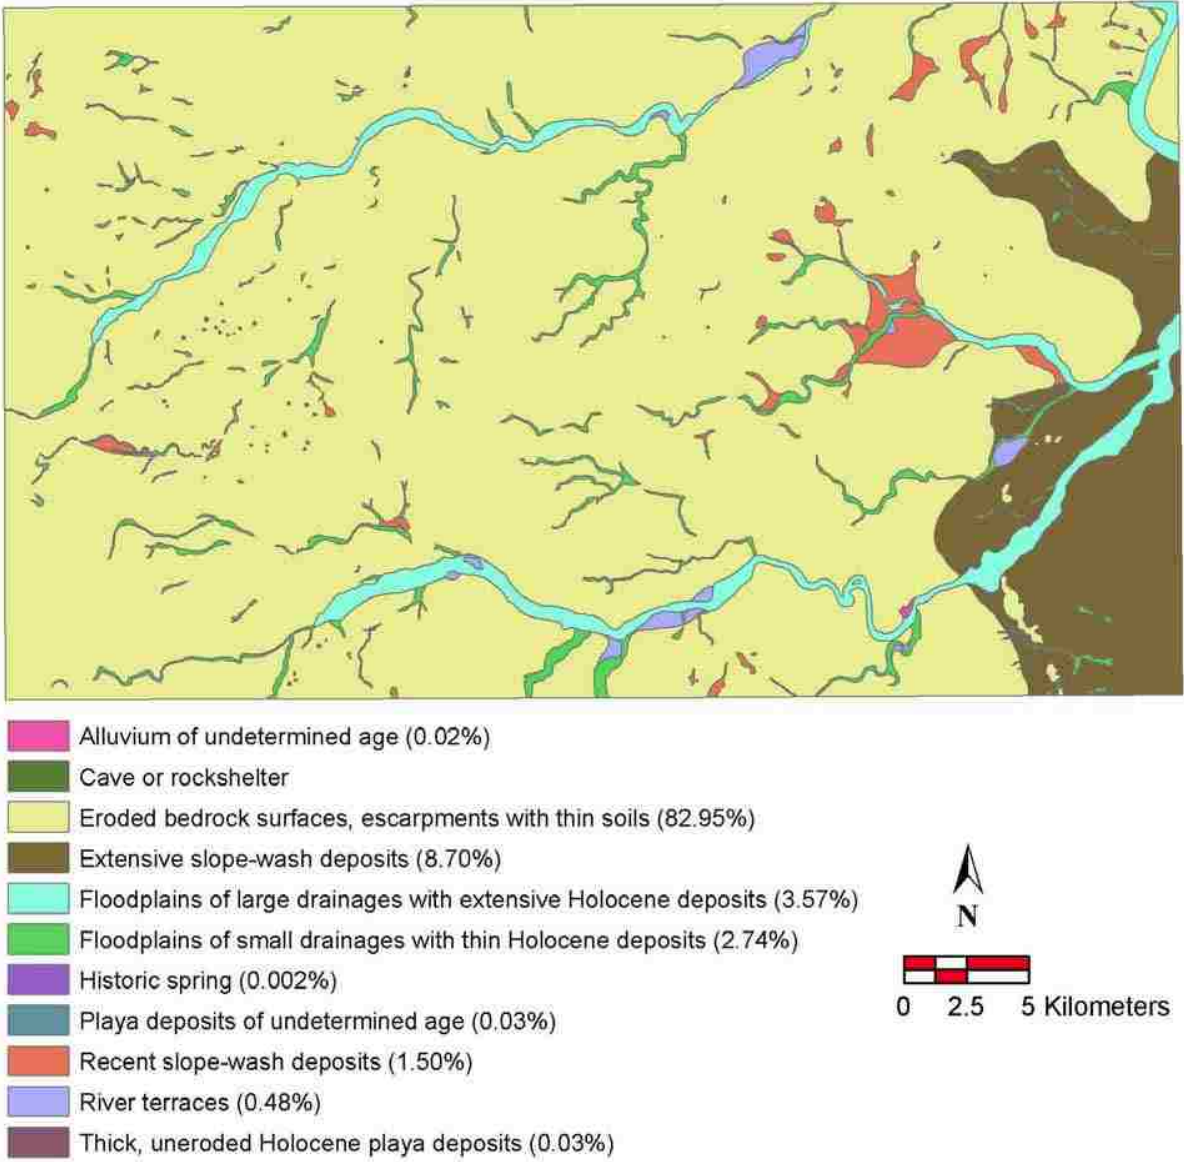 Alluvium of undetermined age (0.02%)
Cave or rockshelter
Eroded bedrock surfaces, escarpments with thin soils (82.95%)
Extensive slope-wash deposits (8.70%)
Floodplains of large drainages with extensive Holocene deposits (3.57%)
Floodplains of small drainages with thin Holocene deposits (2.74%)
Historic spring (0.002%)
Playa deposits of undetermined age (0.03%)
Recent slope-wash deposits (1.50%)
River terraces (0.48%)
Thick, uneroded Holocene playa deposits (0.03%)
N
0 2.5 5 Kilometers